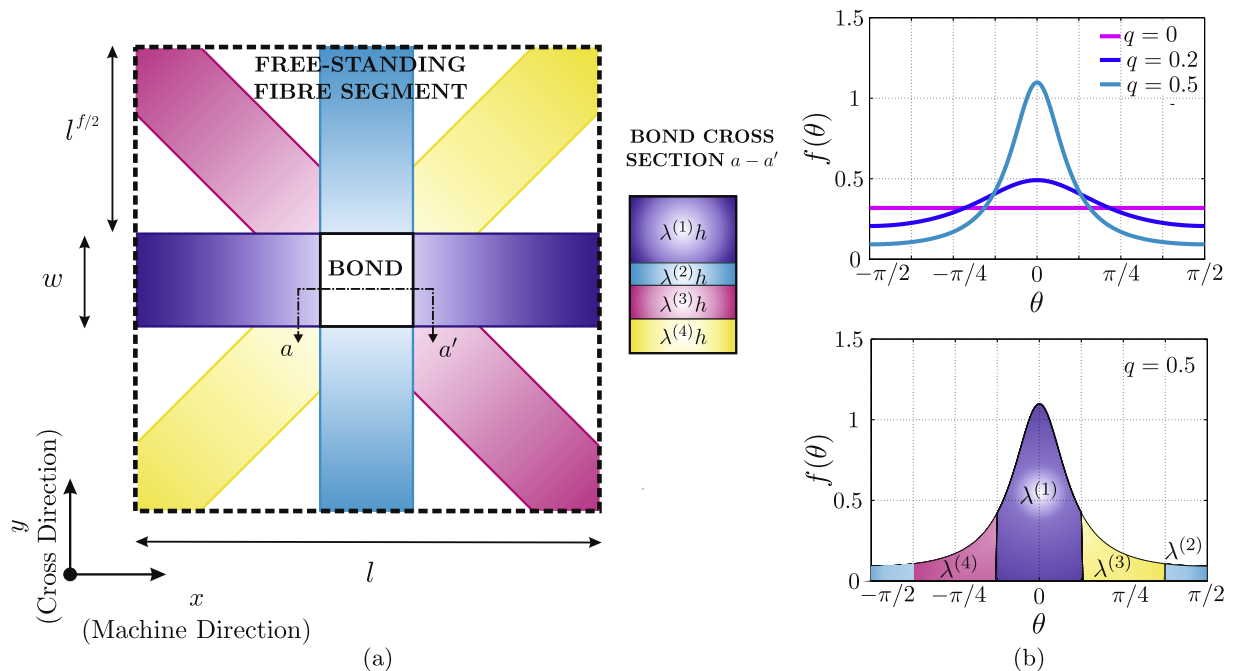 FREE-STANDING
FIBRE SEGMENT
l^{f/2}
w
BOND
a
a′
l
y
(Cross Direction)
x
(Machine Direction)
(a)
BOND CROSS
SECTION a − a′
λ^{(1)}h
λ^{(2)}h
λ^{(3)}h
λ^{(4)}h
1.5
1
0.5
0
f(θ)
q = 0
q = 0.2
q = 0.5
−π/2 −π/4 0 π/4 π/2
θ
1.5
1
0.5
0
f(θ)
q = 0.5
λ^{(1)}
λ^{(4)}
λ^{(3)}
λ^{(2)}
−π/2 −π/4 0 π/4 π/2
θ
(b)